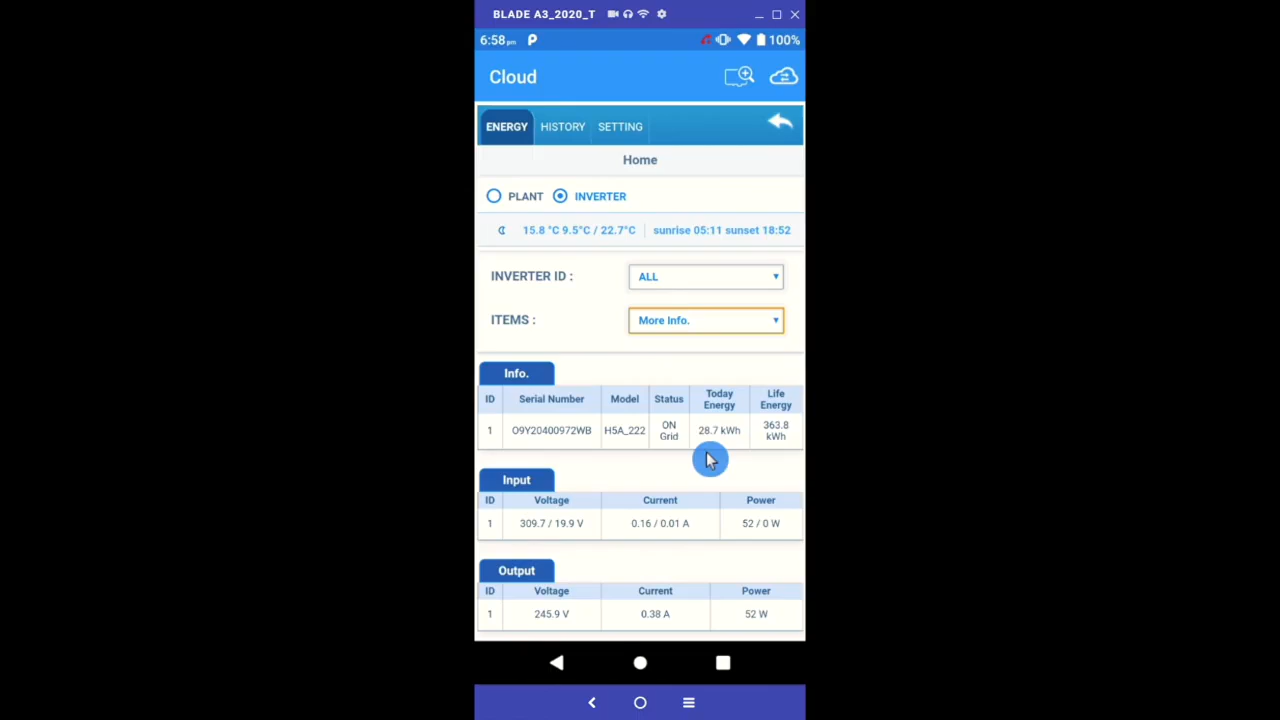 BLADE A3_2020_T
6:58pm 100%
Cloud
ENERGY HISTORY SETTING
Home
PLANT INVERTER
15.8 °C 9.5°C / 22.7°C sunrise 05:11 sunset 18:52
INVERTER ID : ALL
ITEMS : More Info.
Info.
ID Serial Number Model Status Today Energy Life Energy
1 O9Y20400972WB H5A_222 ON Grid 28.7 kWh 363.8 kWh
Input
ID Voltage Current Power
1 309.7 / 19.9 V 0.16 / 0.01 A 52 / 0 W
Output
ID Voltage Current Power
1 245.9 V 0.38 A 52 W